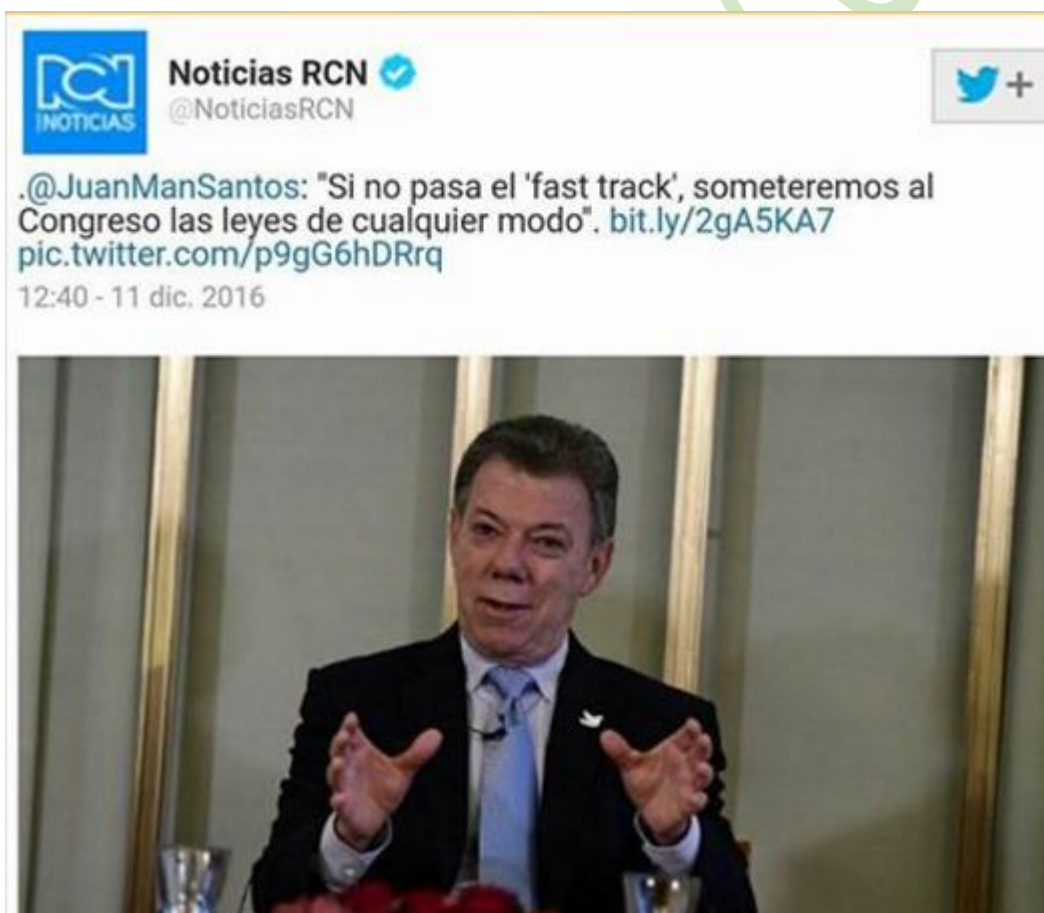 RCN
NOTICIAS
Noticias RCN
@NoticiasRCN
.@JuanManSantos: "Si no pasa el 'fast track', someteremos al
Congreso las leyes de cualquier modo". bit.ly/2gA5KA7
pic.twitter.com/p9gG6hDRrq
12:40 - 11 dic. 2016